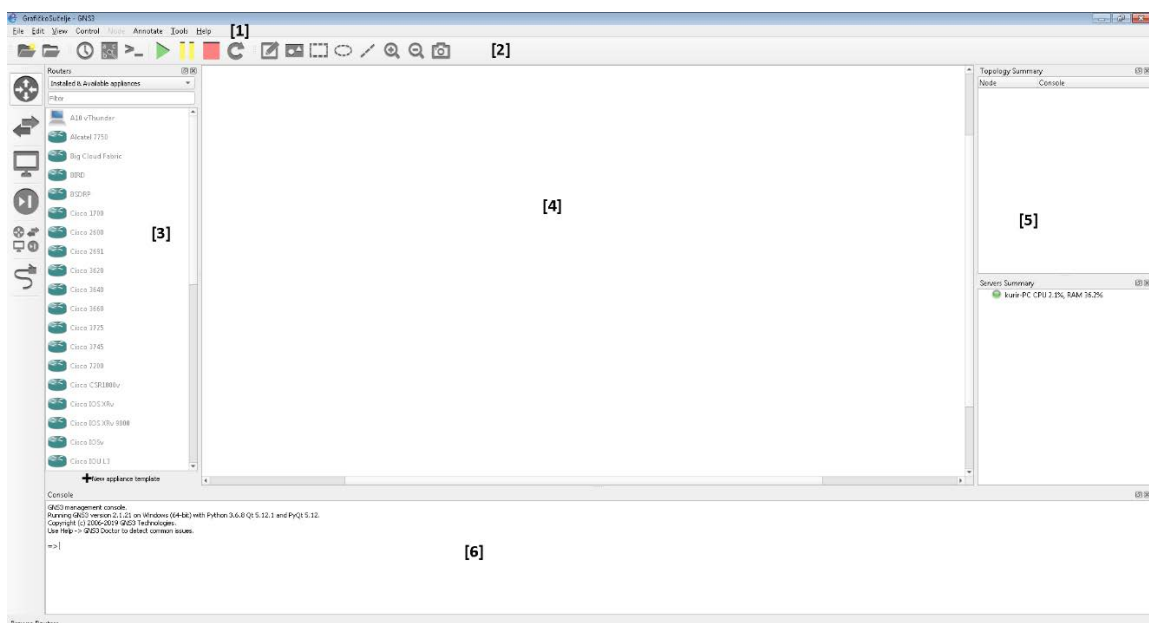 GrafičkoSučelje - GNS3
File Edit View Control Node Annotate Tools Help
[1]
[2]
Routers
Installed & Available appliances
Filter
A10 vThunder
Alcatel 7750
Big Cloud Fabric
BIRD
BSDRP
Cisco 1700
Cisco 2600
[3]
Cisco 2691
Cisco 3620
Cisco 3640
Cisco 3660
Cisco 3725
Cisco 3745
Cisco 7200
Cisco CSR1000v
Cisco IOS XRv
Cisco IOS XRv 9000
Cisco IOSv
Cisco IOU L3
New appliance template
[4]
Topology Summary
Node Console
[5]
Servers Summary
kurir-PC CPU 2.1%, RAM 36.2%
Console
GNS3 management console.
Running GNS3 version 2.1.21 on Windows (64-bit) with Python 3.6.8 Qt 5.12.1 and PyQt 5.12.
Copyright (c) 2006-2019 GNS3 Technologies.
Use Help -> GNS3 Doctor to detect common issues.
=>
[6]